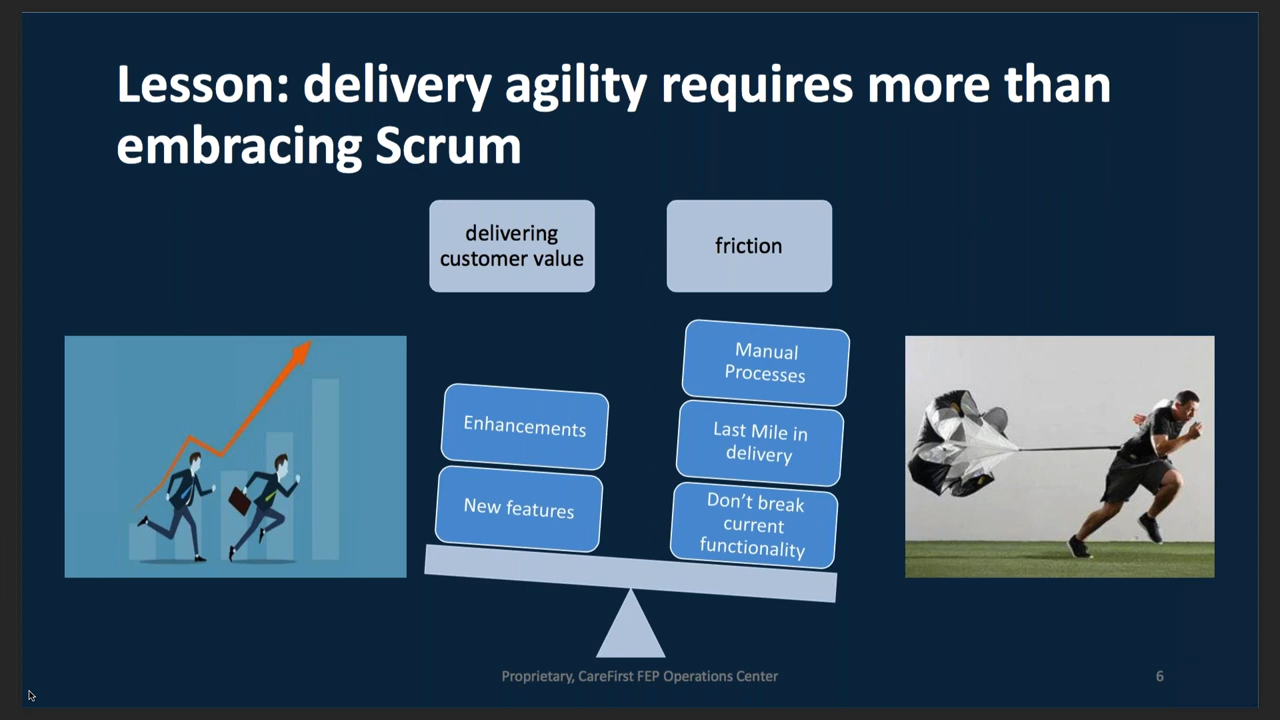 Lesson: delivery agility requires more than
embracing Scrum
delivering
customer value
friction
Enhancements
New features
Manual
Processes
Last Mile in
delivery
Don’t break
current
functionality
Proprietary, CareFirst FEP Operations Center
6